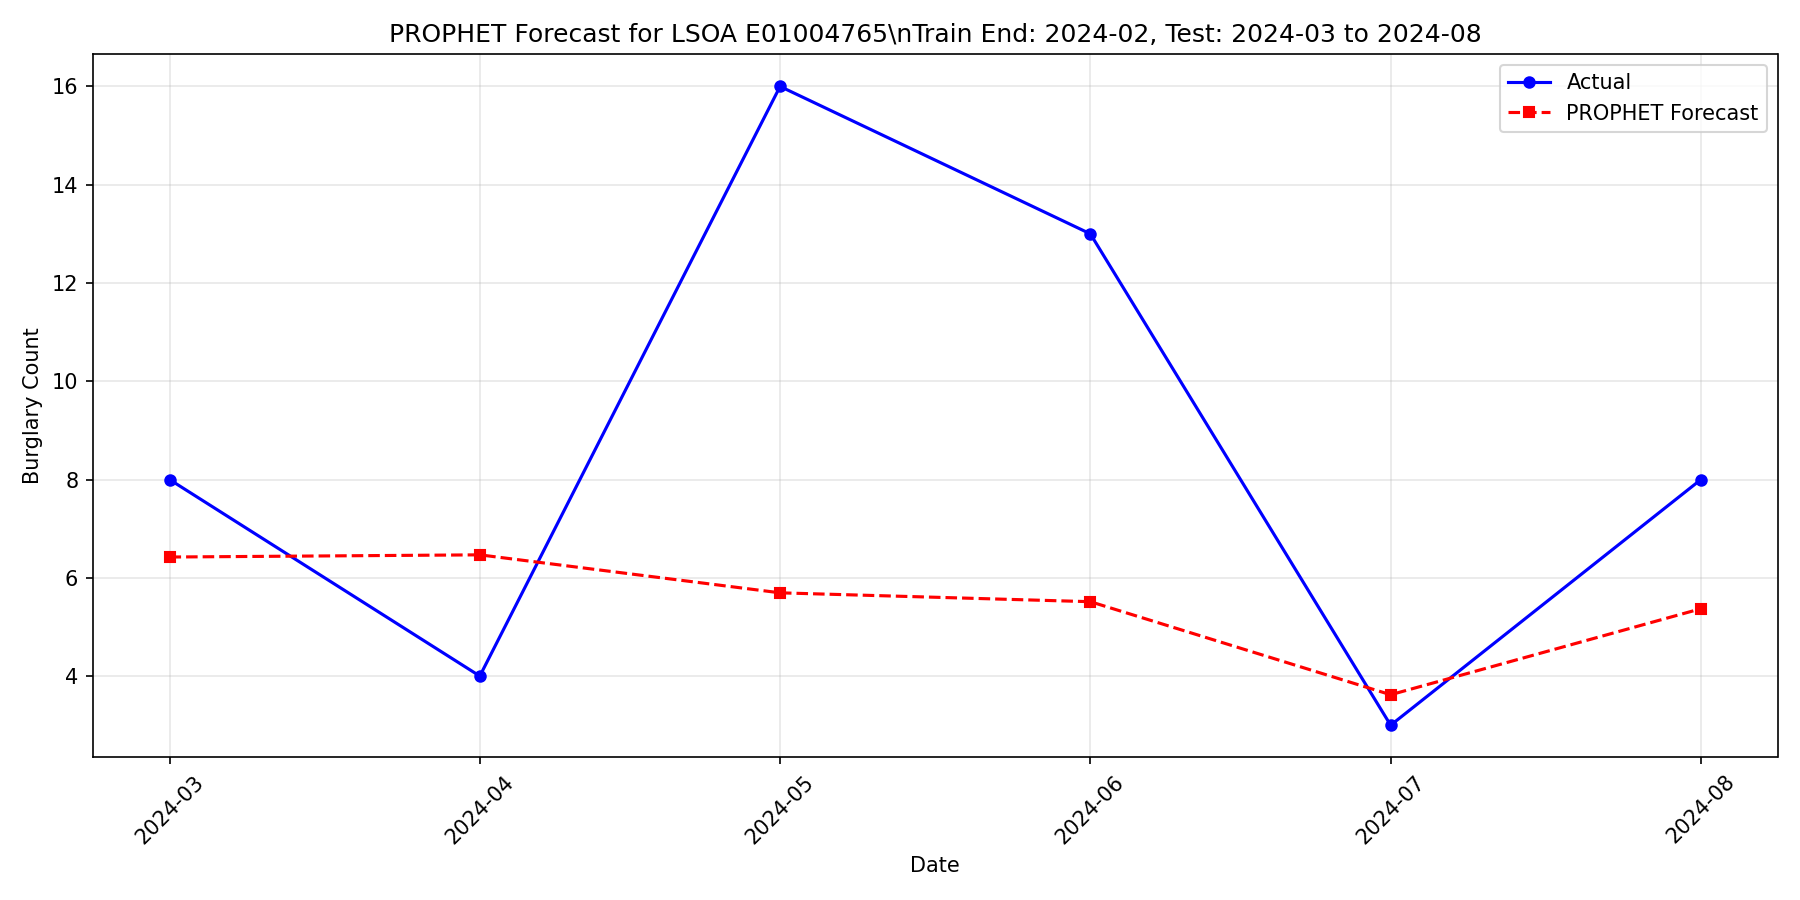 PROPHET Forecast for LSOA E01004765\nTrain End: 2024-02, Test: 2024-03 to 2024-08
Actual
PROPHET Forecast
Burglary Count
16
14
12
10
8
6
4
2024-03
2024-04
2024-05
2024-06
2024-07
2024-08
Date